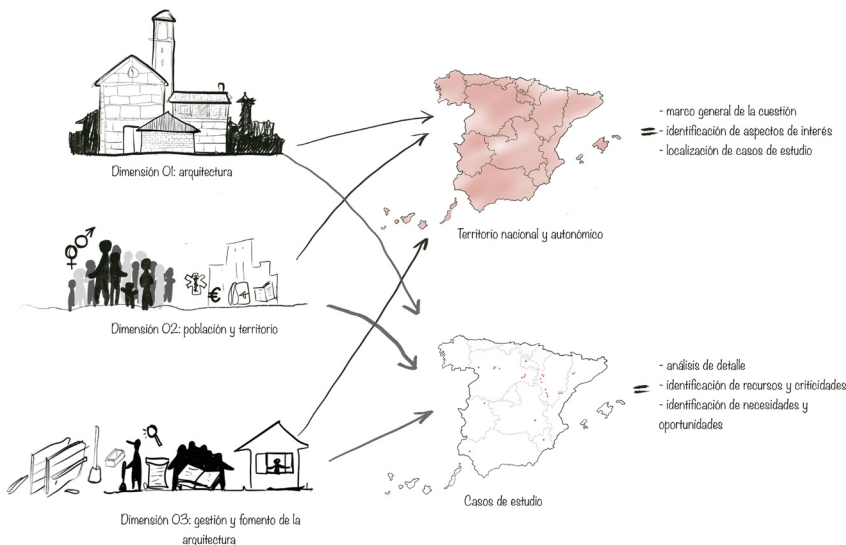 Dimensión 01: arquitectura
Dimensión 02: población y territorio
€
Dimensión 03: gestión y fomento de la
arquitectura
Territorio nacional y autonómico
= - marco general de la cuestión
- identificación de aspectos de interés
- localización de casos de estudio
Casos de estudio
= - análisis de detalle
- identificación de recursos y criticidades
- identificación de necesidades y
oportunidades